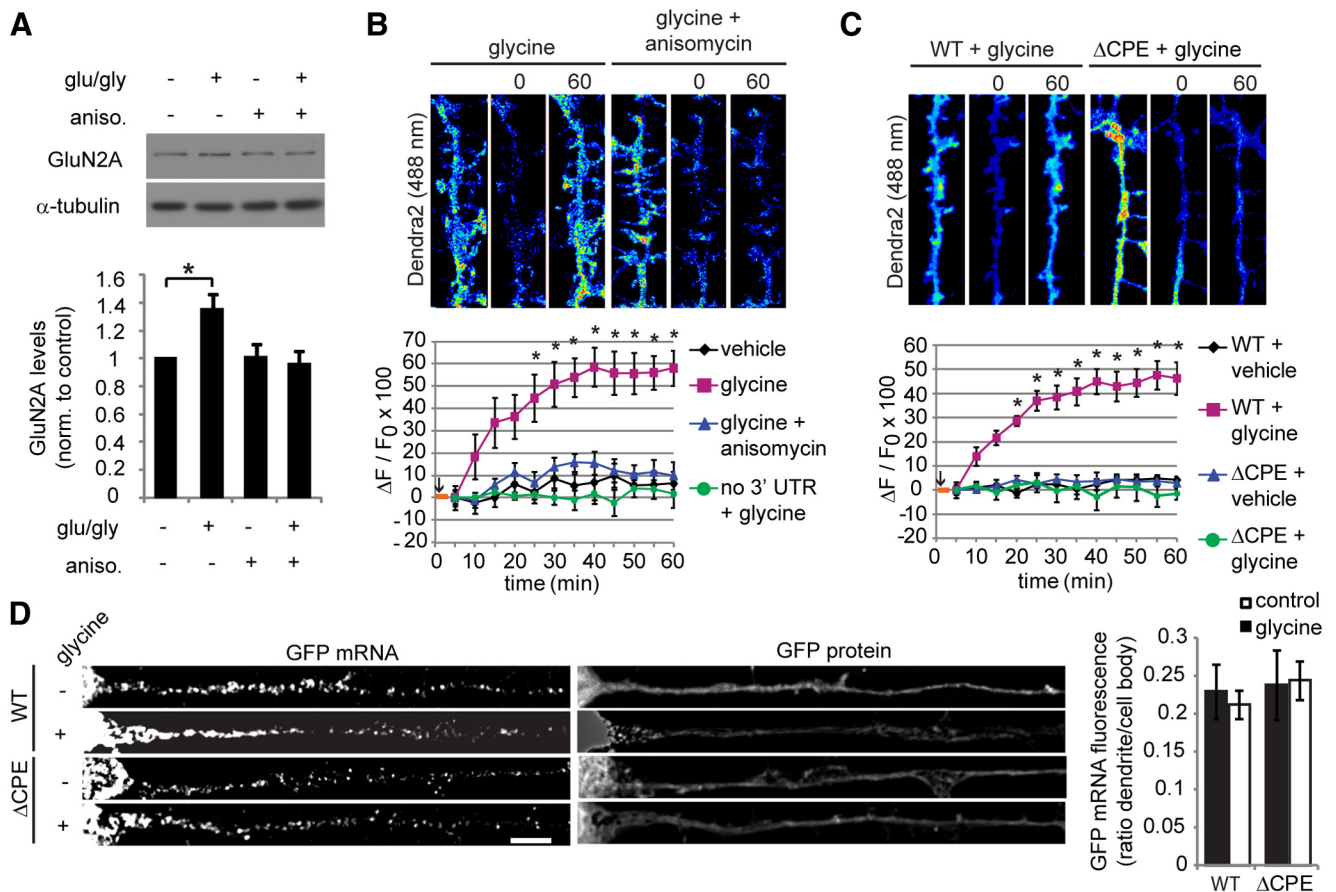 A
glu/gly - + - +
aniso. - - + +
GluN2A
α-tubulin
GluN2A levels
(norm. to control)
1.6
1.4
1.2
1
0.8
0.6
0.4
0.2
0
glu/gly - + - +
aniso. - - + +
*
B
glycine
glycine +
anisomycin
0 60 0 60
Dendra2 (488 nm)
ΔF / F0 x 100
70
60
50
40
30
20
10
0
- 10
- 20
* * * * * * * *
0 10 20 30 40 50 60
time (min)
vehicle
glycine
glycine +
anisomycin
no 3' UTR
+ glycine
C
WT + glycine ΔCPE + glycine
0 60 0 60
Dendra2 (488 nm)
ΔF / F0 x 100
60
50
40
30
20
10
0
-10
-20
* * * * * * * * *
0 10 20 30 40 50 60
time (min)
WT +
vehicle
WT +
glycine
ΔCPE +
vehicle
ΔCPE +
glycine
D
glycine
GFP mRNA GFP protein
WT
-
+
ΔCPE
-
+
control
glycine
GFP mRNA fluorescence
(ratio dendrite/cell body)
0.3
0.25
0.2
0.15
0.1
0.05
0
WT ΔCPE